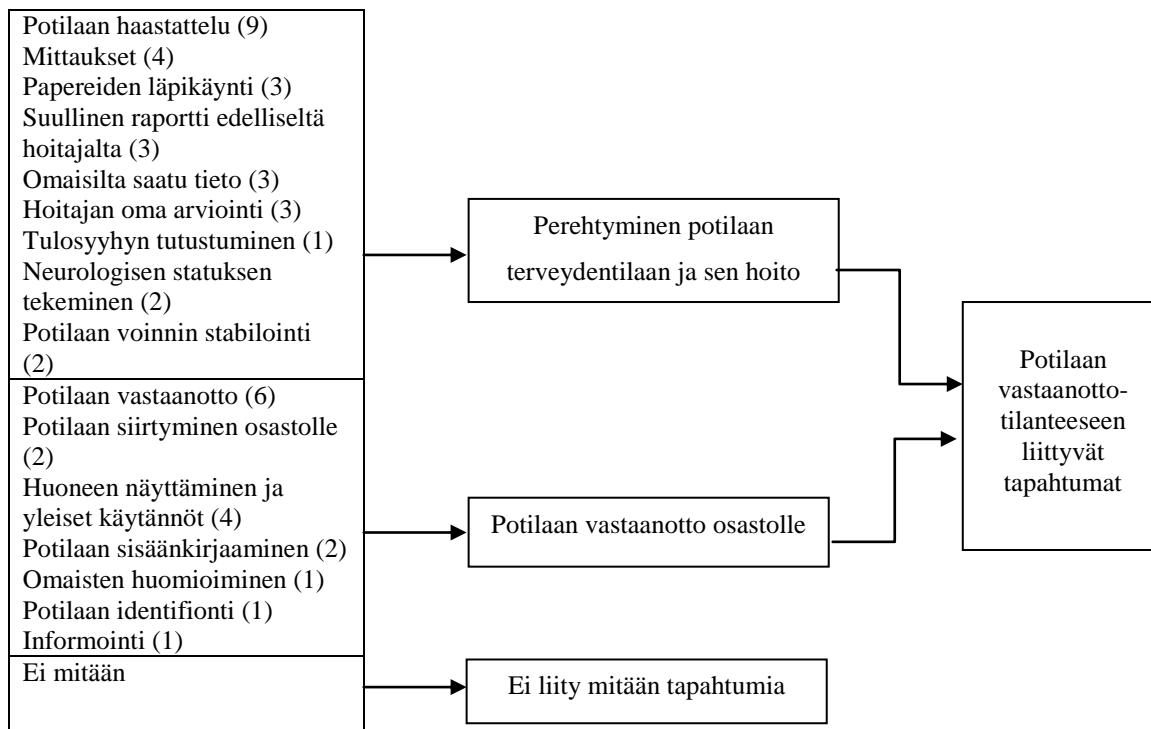 Potilaan haastattelu (9)
Mittaukset (4)
Papereiden läpikäynti (3)
Suullinen raportti edelliseltä
hoitajalta (3)
Omaisilta saatu tieto (3)
Hoitajan oma arviointi (3)
Tulosyyhyn tutustuminen (1)
Neurologisen statuksen
tekeminen (2)
Potilaan voinnin stabilointi
(2)
Potilaan vastaanotto (6)
Potilaan siirtyminen osastolle
(2)
Huoneen näyttäminen ja
yleiset käytännöt (4)
Potilaan sisäänkirjaaminen (2)
Omaisten huomioiminen (1)
Potilaan identifionti (1)
Informointi (1)
Ei mitään
Perehtyminen potilaan
terveydentilaan ja sen hoito
Potilaan vastaanotto osastolle
Ei liity mitään tapahtumia
Potilaan
vastaanotto-
tilanteeseen
liittyvät
tapahtumat